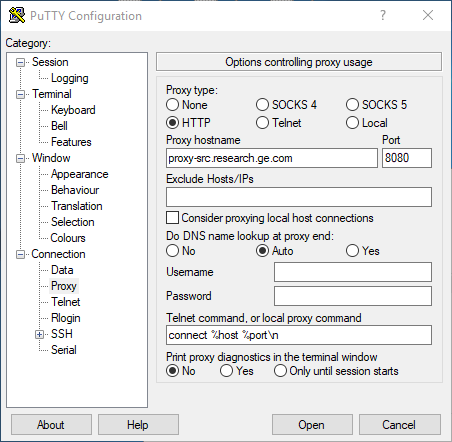 PuTTY Configuration
?
Category:
Session
Logging
Terminal
Keyboard
Bell
Features
Window
Appearance
Behaviour
Translation
Selection
Colours
Connection
Data
Proxy
Telnet
Rlogin
SSH
Serial
Options controlling proxy usage
Proxy type:
None SOCKS 4 SOCKS 5
HTTP Telnet Local
Proxy hostname Port
proxy-src.research.ge.com 8080
Exclude Hosts/IPs
Consider proxying local host connections
Do DNS name lookup at proxy end:
No Auto Yes
Username
Password
Telnet command, or local proxy command
connect %host %port\n
Print proxy diagnostics in the terminal window
No Yes Only until session starts
About Help Open Cancel